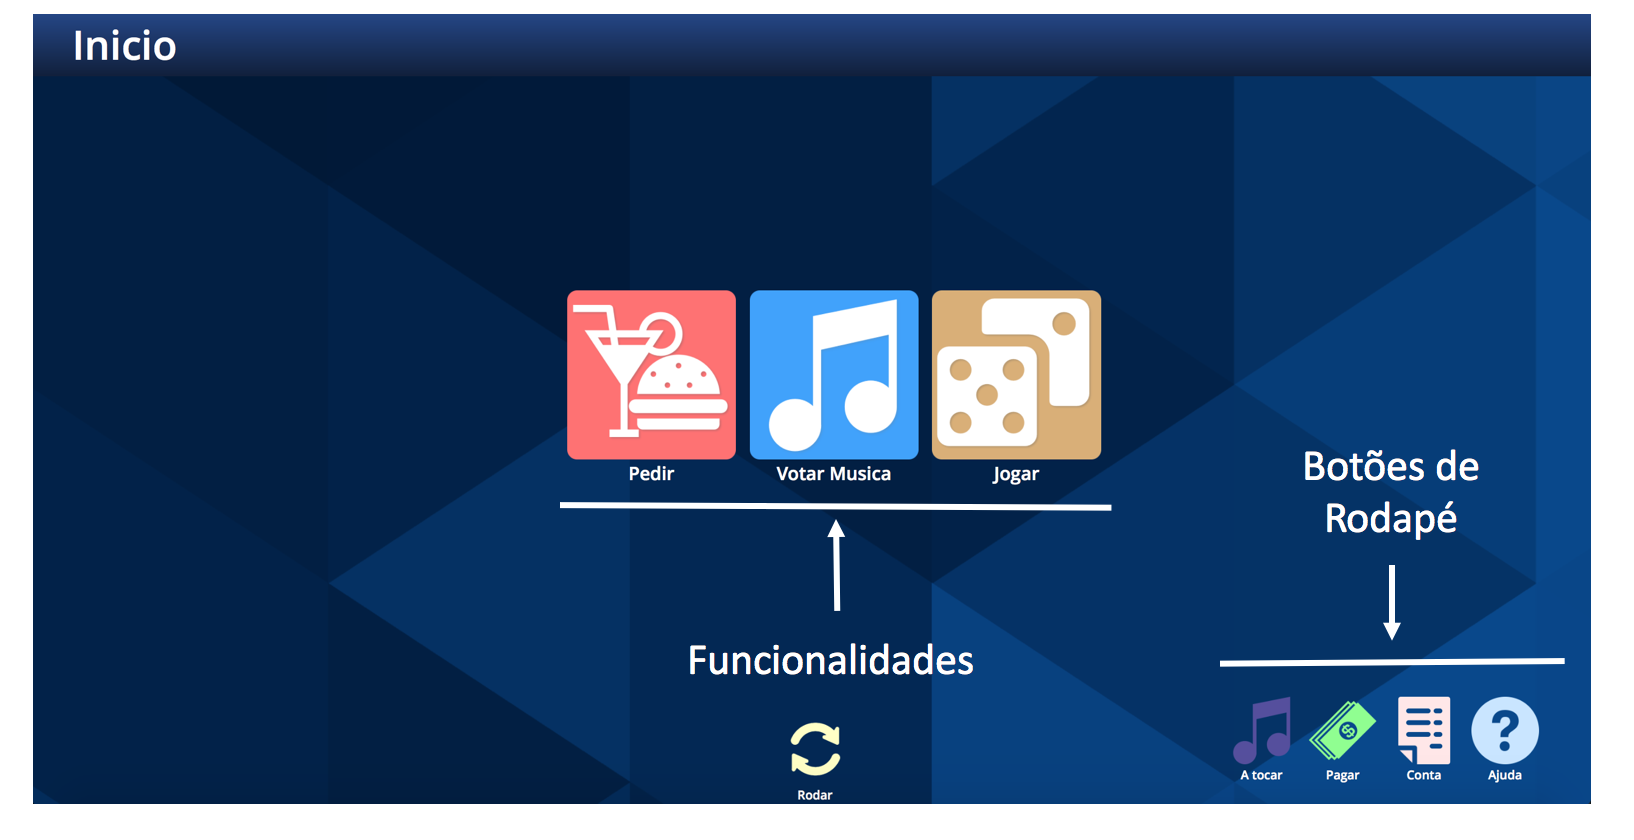 Inicio
Pedir
Votar Musica
Jogar
Botões de
Rodapé
Funcionalidades
A tocar
Pagar
Conta
Ajuda
Rodar